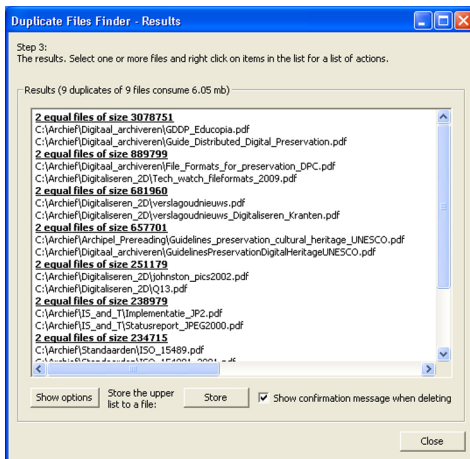 Duplicate Files Finder - Results
Step 3:
The results. Select one or more files and right click on items in the list for a list of actions.
Results (9 duplicates of 9 files consume 6.05 mb)
2 equal files of size 3078751
C:\Archief\Digitaal_archiveren\GDDP_Educopia.pdf
C:\Archief\Digitaal_archiveren\Guide_Distributed_Digital_Preservation.pdf
2 equal files of size 889799
C:\Archief\Digitaal_archiveren\File_Formats_for_preservation_DPC.pdf
C:\Archief\Digitaliseren_2D\Tech_watch_fileformats_2009.pdf
2 equal files of size 681960
C:\Archief\Digitaliseren_2D\verslagoudnieuws.pdf
C:\Archief\Digitaliseren_2D\verslagoudnieuws_Digitaliseren_Kranten.pdf
2 equal files of size 657701
C:\Archief\Archipel_Prereading\Guidelines_preservation_cultural_heritage_UNESCO.pdf
C:\Archief\Digitaal_archiveren\GuidelinesPreservationDigitalHeritageUNESCO.pdf
2 equal files of size 251179
C:\Archief\Digitaliseren_2D\johnston_pics2002.pdf
C:\Archief\Digitaliseren_2D\Q13.pdf
2 equal files of size 238979
C:\Archief\IS_and_T\Implementatie_JP2.pdf
C:\Archief\IS_and_T\Statusreport_JPEG2000.pdf
2 equal files of size 234715
C:\Archief\Standaarden\ISO_15489.pdf
Show options
Store the upper
list to a file:
Store
Show confirmation message when deleting
Close